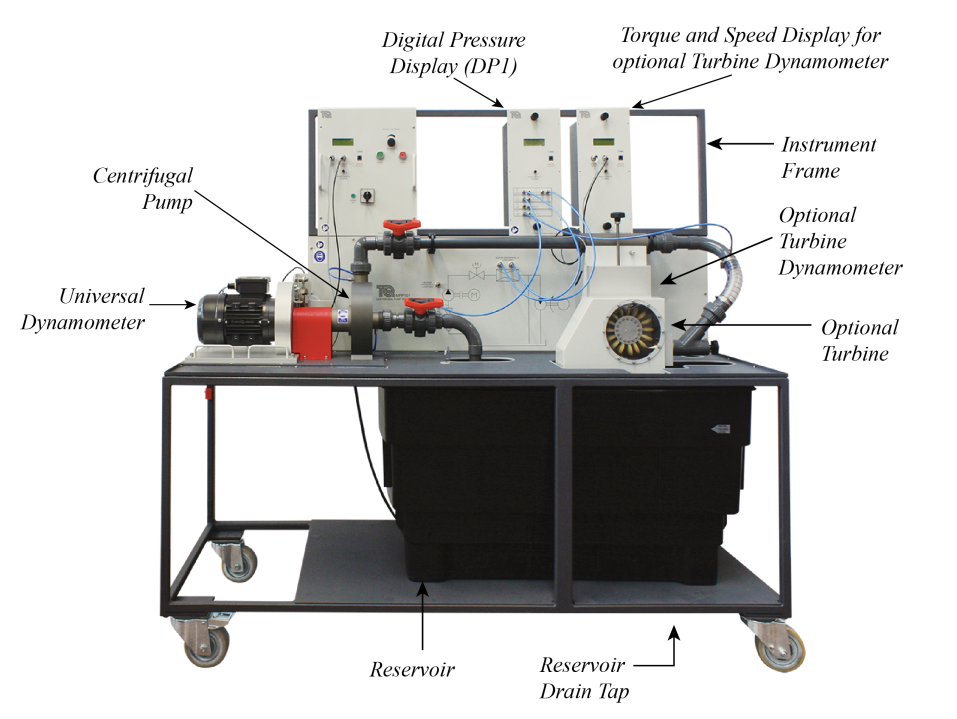 Digital Pressure
Display (DP1)
Torque and Speed Display for
optional Turbine Dynamometer
Instrument
Frame
Centrifugal
Pump
Optional
Turbine
Dynamometer
Universal
Dynamometer
Optional
Turbine
Reservoir
Reservoir
Drain Tap